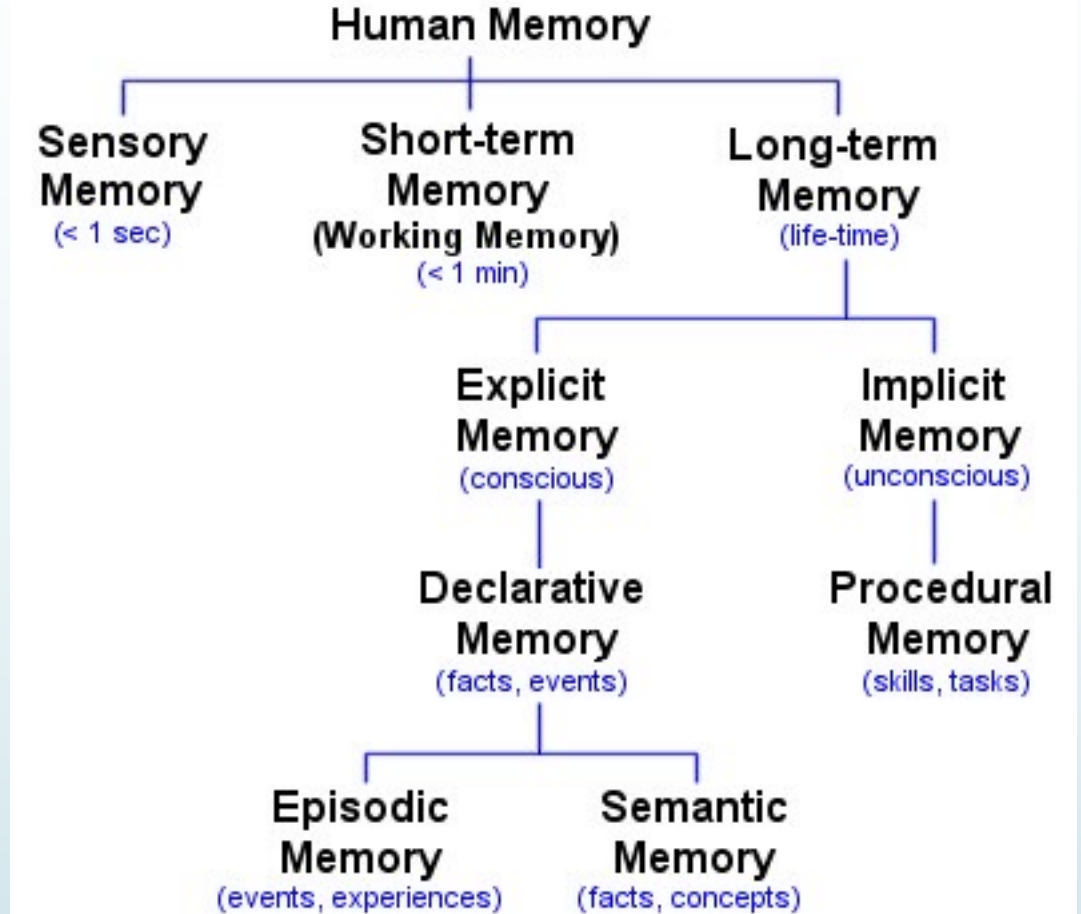 Human Memory
Sensory
Memory
(< 1 sec)
Short-term
Memory
(Working Memory)
(< 1 min)
Long-term
Memory
(life-time)
Explicit
Memory
(conscious)
Implicit
Memory
(unconscious)
Declarative
Memory
(facts, events)
Procedural
Memory
(skills, tasks)
Episodic
Memory
(events, experiences)
Semantic
Memory
(facts, concepts)